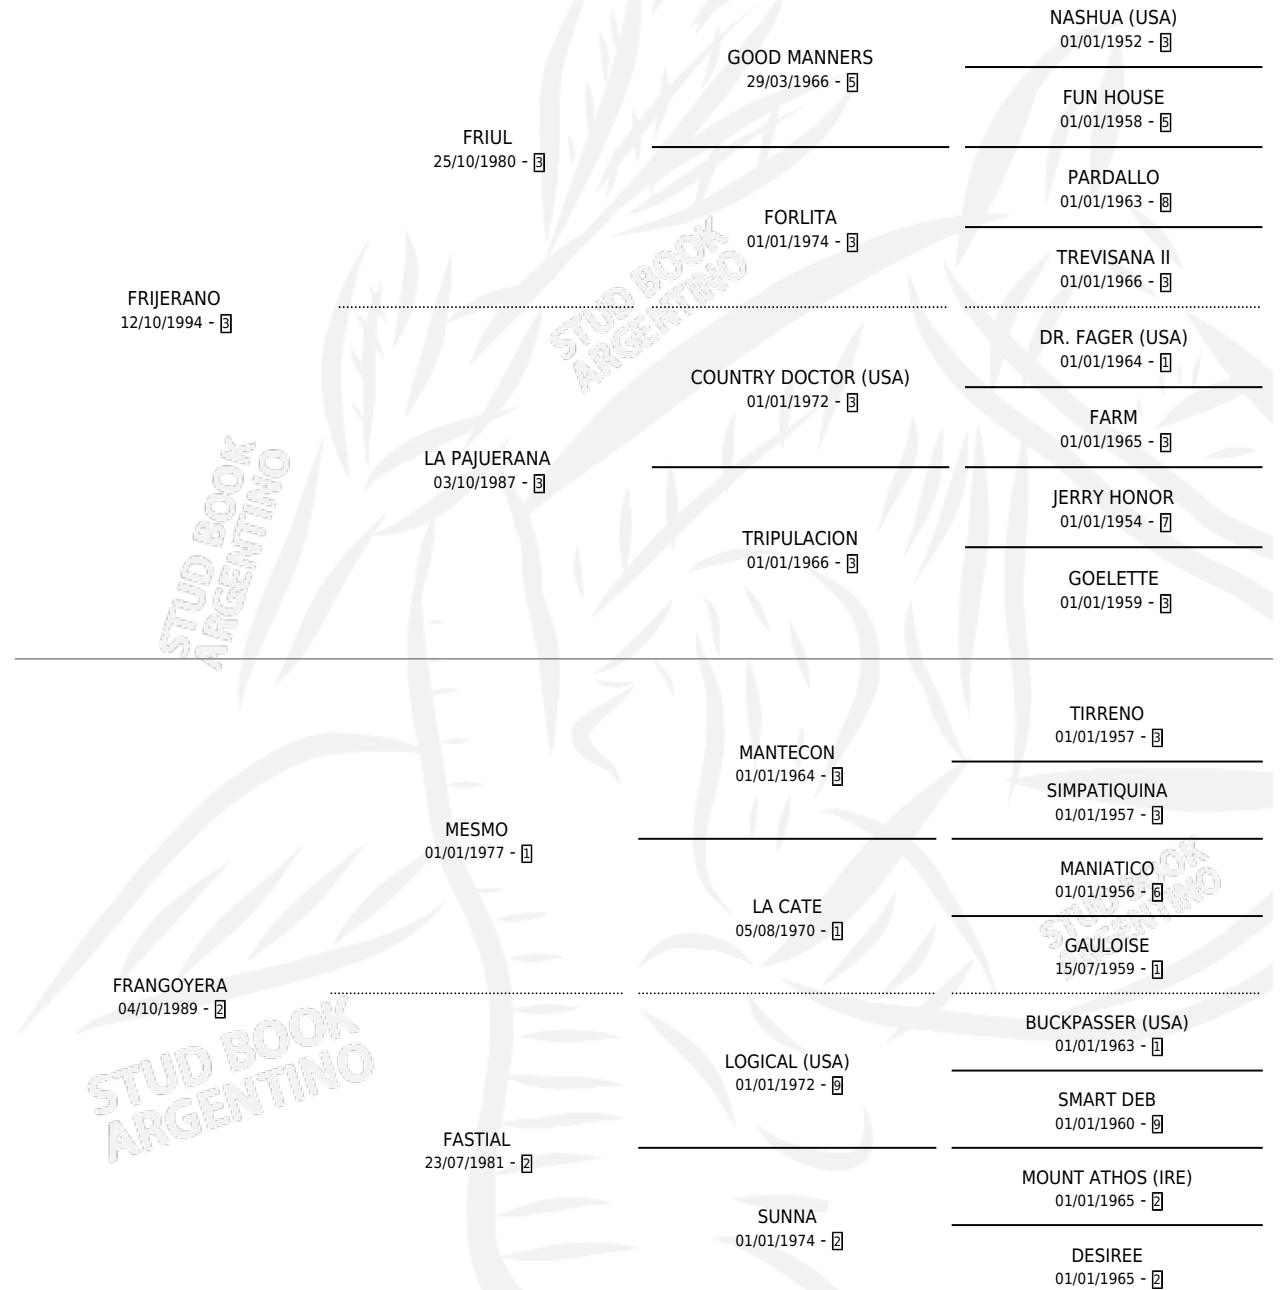 NASHUA (USA)
01/01/1952 - 3
GOOD MANNERS
29/03/1966 - 5
FUN HOUSE
01/01/1958 - 5
FRIUL
25/10/1980 - 3
PARDALLO
01/01/1963 - 8
FORLITA
01/01/1974 - 3
TREVISANA II
01/01/1966 - 3
FRIJERANO
12/10/1994 - 3
DR. FAGER (USA)
01/01/1964 - 1
COUNTRY DOCTOR (USA)
01/01/1972 - 3
FARM
01/01/1965 - 3
LA PAJUERANA
03/10/1987 - 3
JERRY HONOR
01/01/1954 - 7
TRIPULACION
01/01/1966 - 3
GOELETTE
01/01/1959 - 3
TIRRENO
01/01/1957 - 3
MANTECON
01/01/1964 - 3
SIMPATIQUINA
01/01/1957 - 3
MESMO
01/01/1977 - 1
MANIATICO
01/01/1956 - 6
LA CATE
05/08/1970 - 1
GAULOISE
15/07/1959 - 1
FRANGOYERA
04/10/1989 - 2
BUCKPASSER (USA)
01/01/1963 - 1
LOGICAL (USA)
01/01/1972 - 9
SMART DEB
01/01/1960 - 9
FASTIAL
23/07/1981 - 2
MOUNT ATHOS (IRE)
01/01/1965 - 2
SUNNA
01/01/1974 - 2
DESIREE
01/01/1965 - 2
STUD BOOK
ARGENTINO
STUD BOOK
ARGENTINO
STUD BOOK
ARGENTINO
STUD BOOK
ARGENTINO